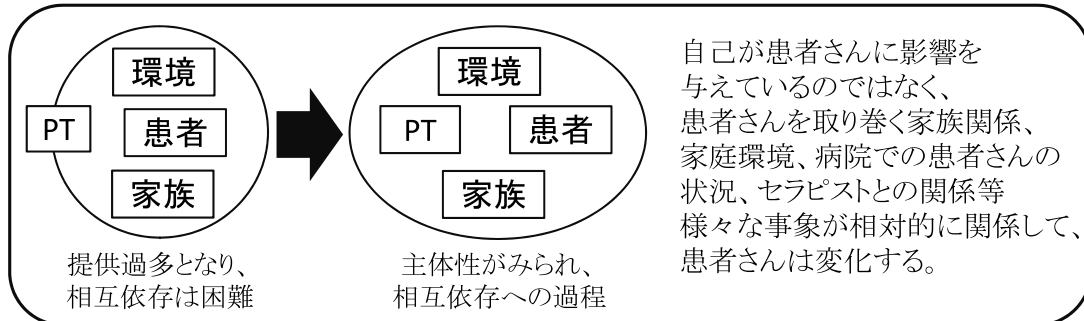 環境
PT
患者
家族
提供過多となり、
相互依存は困難
環境
PT
患者
家族
主体性がみられ、
相互依存への過程
自己が患者さんに影響を
与えているのではなく、
患者さんを取り巻く家族関係、
家庭環境、病院での患者さんの
状況、セラピストとの関係等
様々な事象が相対的に関係して、
患者さんは変化する。